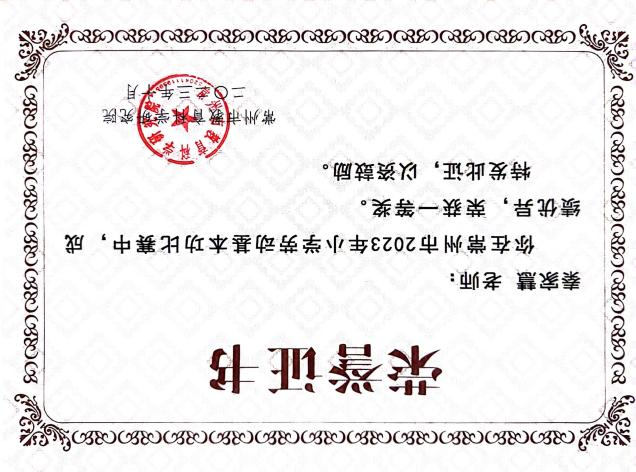 荣誉证书
秦家慧 老师：
你在常州市2023年小学劳动基本功比赛中，成
绩优异，荣获一等奖。
特发此证，以资鼓励。
常州市教育科学研究院
二〇二三年十月